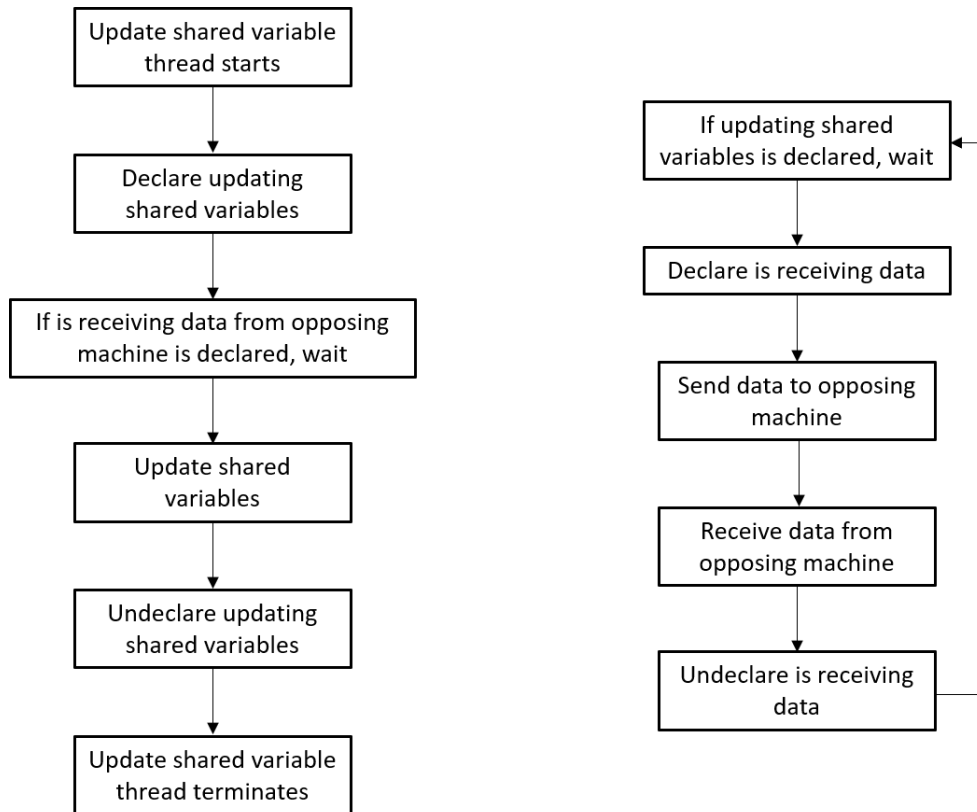 Update shared variable
thread starts
Declare updating
shared variables
If is receiving data from opposing
machine is declared, wait
Update shared
variables
Undeclare updating
shared variables
Update shared variable
thread terminates
If updating shared
variables is declared, wait
Declare is receiving data
Send data to opposing
machine
Receive data from
opposing machine
Undeclare is receiving
data